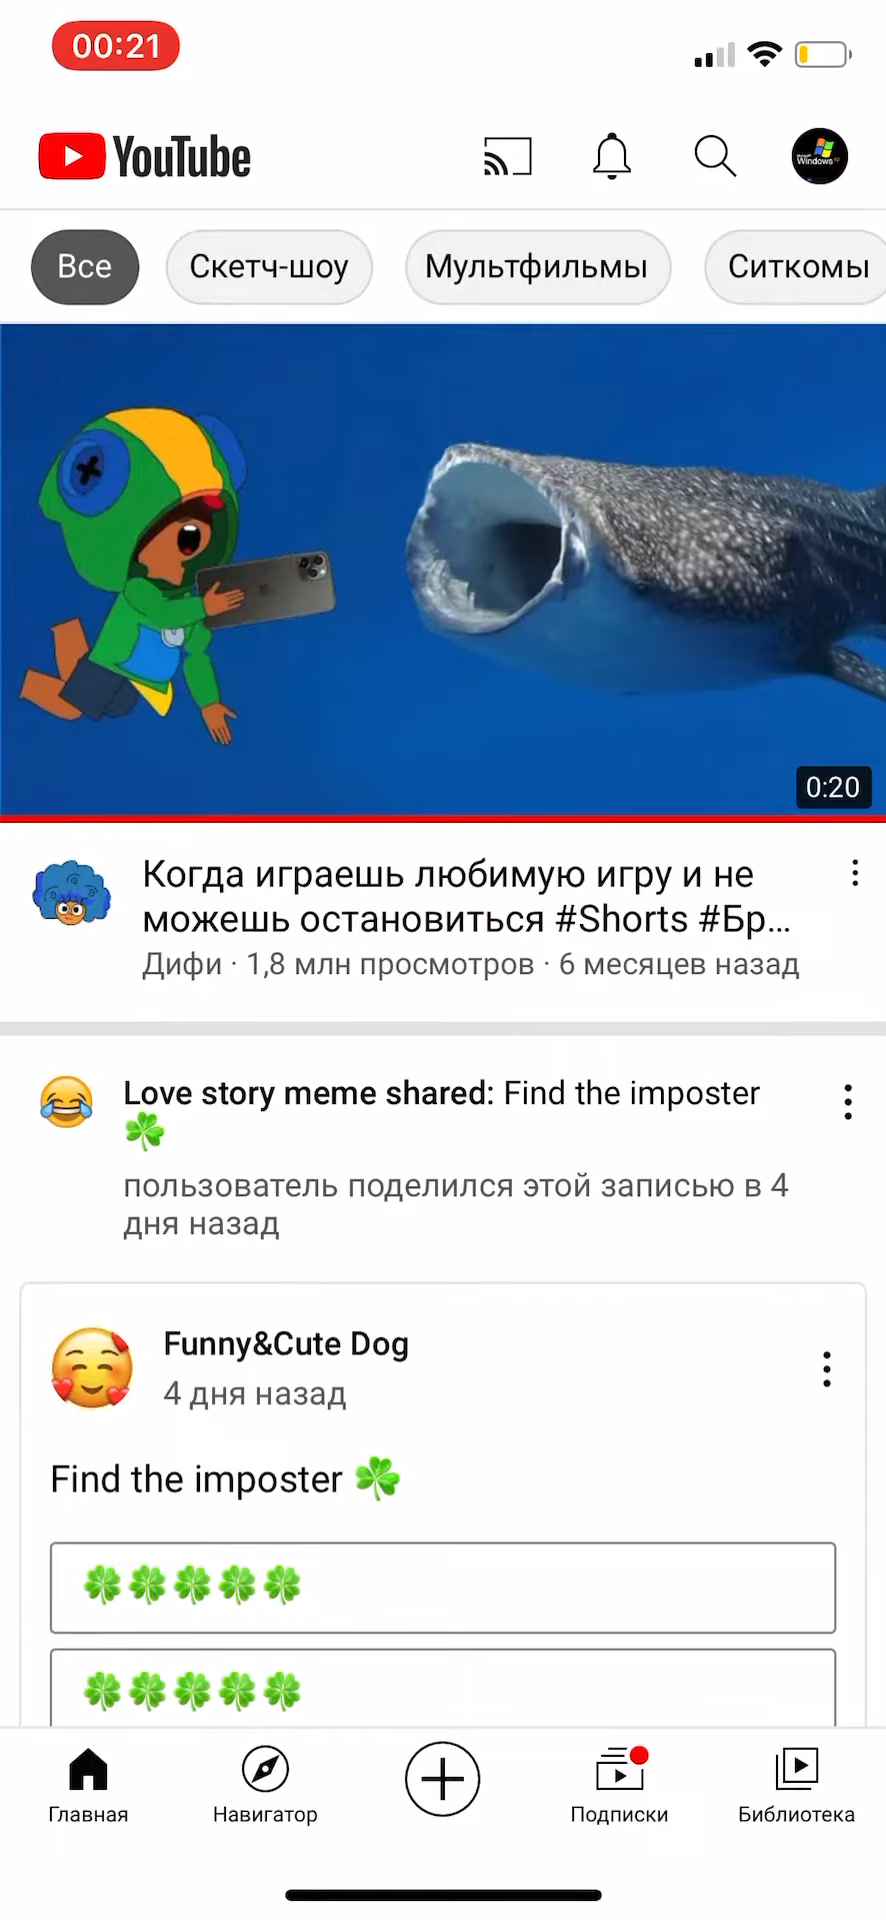 00:21
YouTube
Windows
Все Скетч-шоу Мультфильмы Ситкомы
0:20
Когда играешь любимую игру и не
можешь остановиться #Shorts #Бр...
Дифи · 1,8 млн просмотров · 6 месяцев назад
Love story meme shared: Find the imposter
☘️
пользователь поделился этой записью в 4
дня назад
Funny&Cute Dog
4 дня назад
Find the imposter ☘️
☘️🍀☘️🍀☘️
🍀☘️🍀☘️🍀
Главная Навигатор Подписки Библиотека